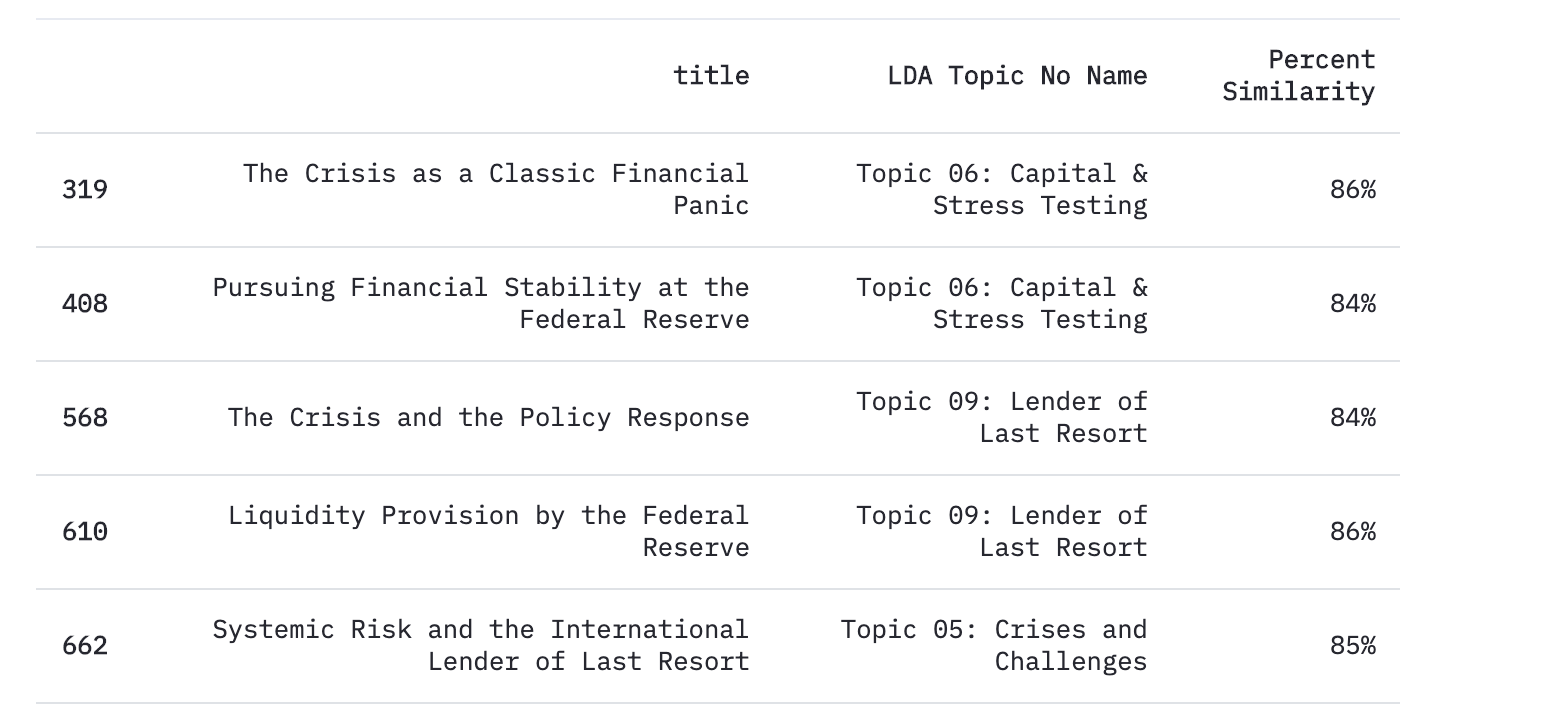 title LDA Topic No Name Percent
Similarity
319 The Crisis as a Classic Financial
Panic Topic 06: Capital &
Stress Testing 86%
408 Pursuing Financial Stability at the
Federal Reserve Topic 06: Capital &
Stress Testing 84%
568 The Crisis and the Policy Response Topic 09: Lender of
Last Resort 84%
610 Liquidity Provision by the Federal
Reserve Topic 09: Lender of
Last Resort 86%
662 Systemic Risk and the International
Lender of Last Resort Topic 05: Crises and
Challenges 85%